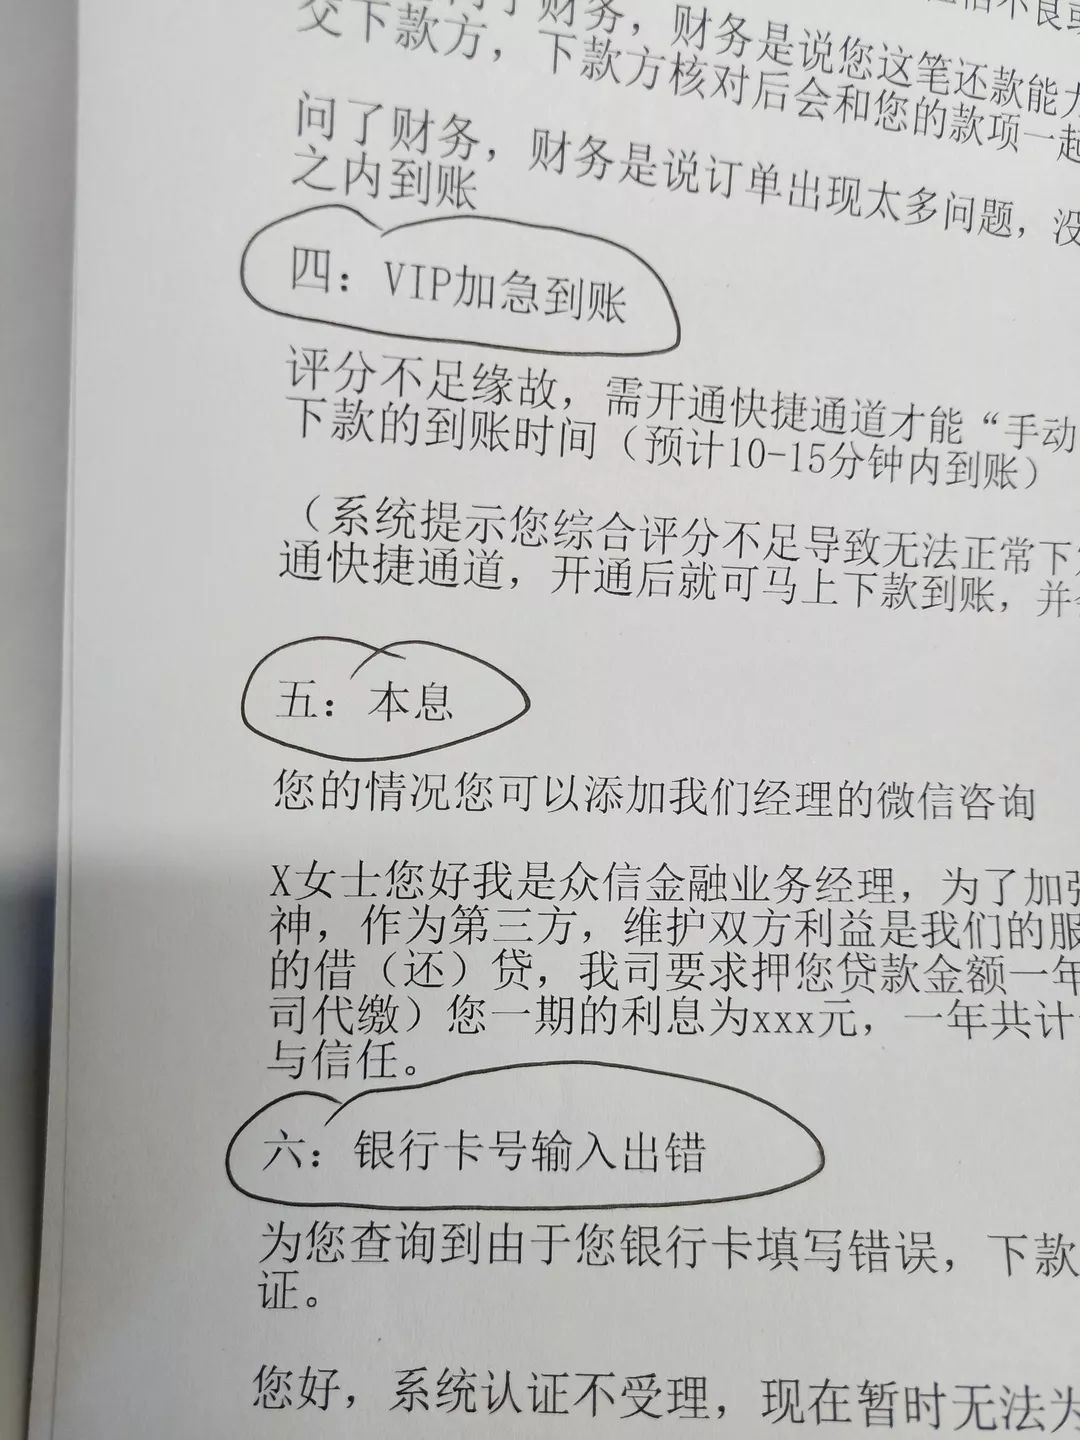 财务，财务是说您这笔还款能力
交下款方，下款方核对后会和您的款项一起
问了财务，财务是说订单出现太多问题，没
之内到账
四：VIP加急到账
评分不足缘故，需开通快捷通道才能“手动
下款的到账时间（预计10-15分钟内到账）
（系统提示您综合评分不足导致无法正常下
通快捷通道，开通后就可马上下款到账，并
五：本息
您的情况您可以添加我们经理的微信咨询
X女士您好我是众信金融业务经理，为了加
神，作为第三方，维护双方利益是我们的服
的借（还）贷，我司要求押您贷款金额一年
司代缴）您一期的利息为xxx元，一年共计
与信任。
六：银行卡号输入出错
为您查询到由于您银行卡填写错误，下款
证。
您好，系统认证不受理，现在暂时无法为